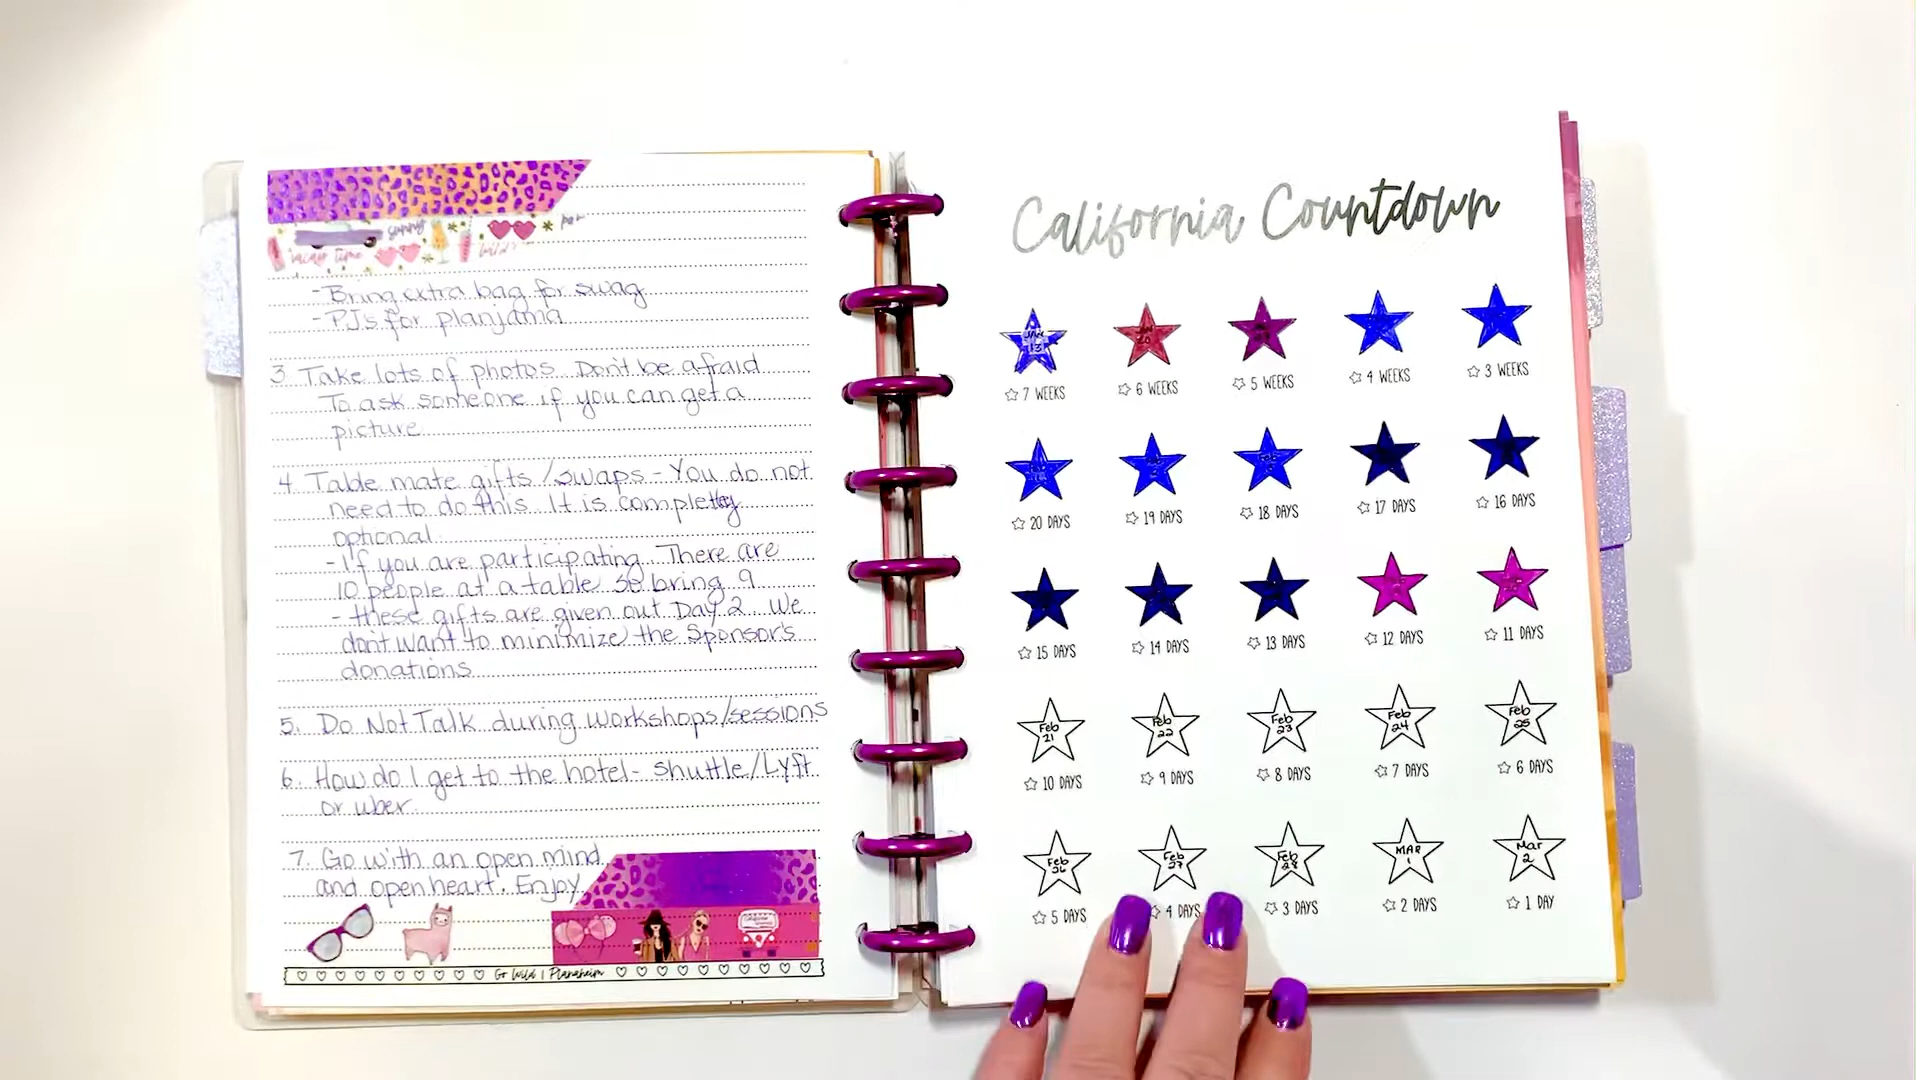 sunny
vacay time
- Bring extra bag for swag
- PJs for planjama
3 Take lots of photos. Don't be afraid
To ask someone if you can get a
picture
4 Table mate gifts / swaps - You do not
need to do this. It is completley
optional.
- If you are participating. There are
10 people at a table so bring 9
- these gifts are given out Day 2. We
don't want to minimize the Sponsor's
donations
5. Do Not Talk during workshops/sessions
6. How do I get to the hotel - shuttle/Lyft
or uber.
7. Go with an open mind
and open heart. Enjoy
Go Wild | Planaheim
California Countdown
7 WEEKS 6 WEEKS 5 WEEKS 4 WEEKS 3 WEEKS
20 DAYS 19 DAYS 18 DAYS 17 DAYS 16 DAYS
15 DAYS 14 DAYS 13 DAYS 12 DAYS 11 DAYS
Feb 21 Feb 22 Feb 23 Feb 24 Feb 25
10 DAYS 9 DAYS 8 DAYS 7 DAYS 6 DAYS
Feb 26 Feb 27 Feb 28 MAR 1 Mar 2
5 DAYS 4 DAYS 3 DAYS 2 DAYS 1 DAY